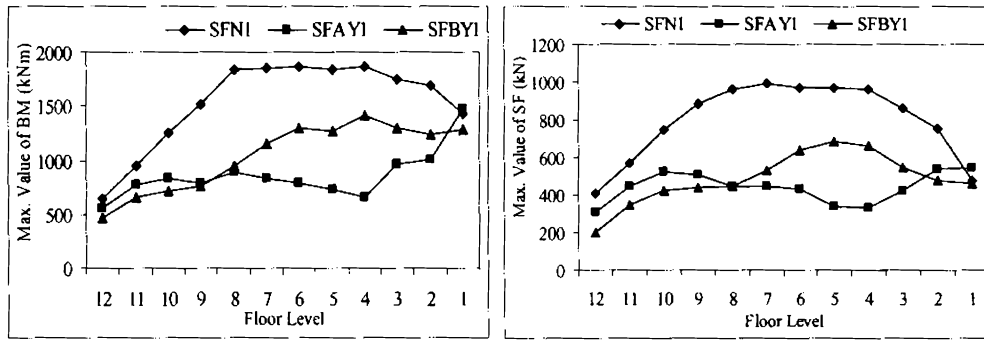 SFN1 SFAY1 SFBY1
Max. Value of BM (kNm)
2000
1500
1000
500
0
12 11 10 9 8 7 6 5 4 3 2 1
Floor Level
SFN1 SFAY1 SFBY1
Max. Value of SF (kN)
1200
1000
800
600
400
200
0
12 11 10 9 8 7 6 5 4 3 2 1
Floor Level